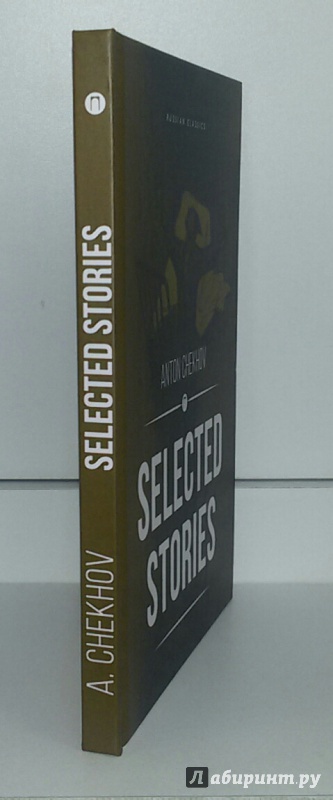 A. CHEKHOV SELECTED STORIES
RUSSIAN CLASSICS
ANTON CHEKHOV
SELECTED
STORIES
Лабиринт.ру